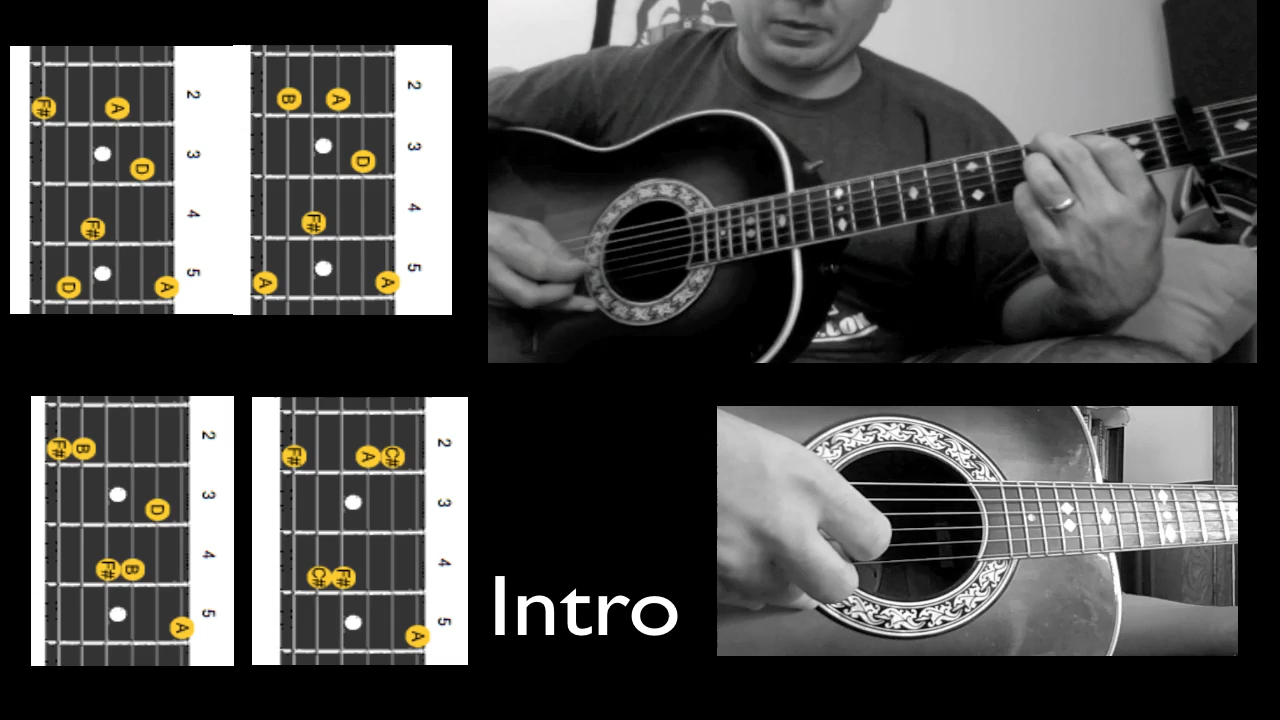 F# A 2
D 3
F# 4
D A 5
B A 2
D 3
F# 4
A A 5
F# B 2
D 3
F# B 4
A 5
F# A C# 2
3
C# F# 4
A 5
Intro